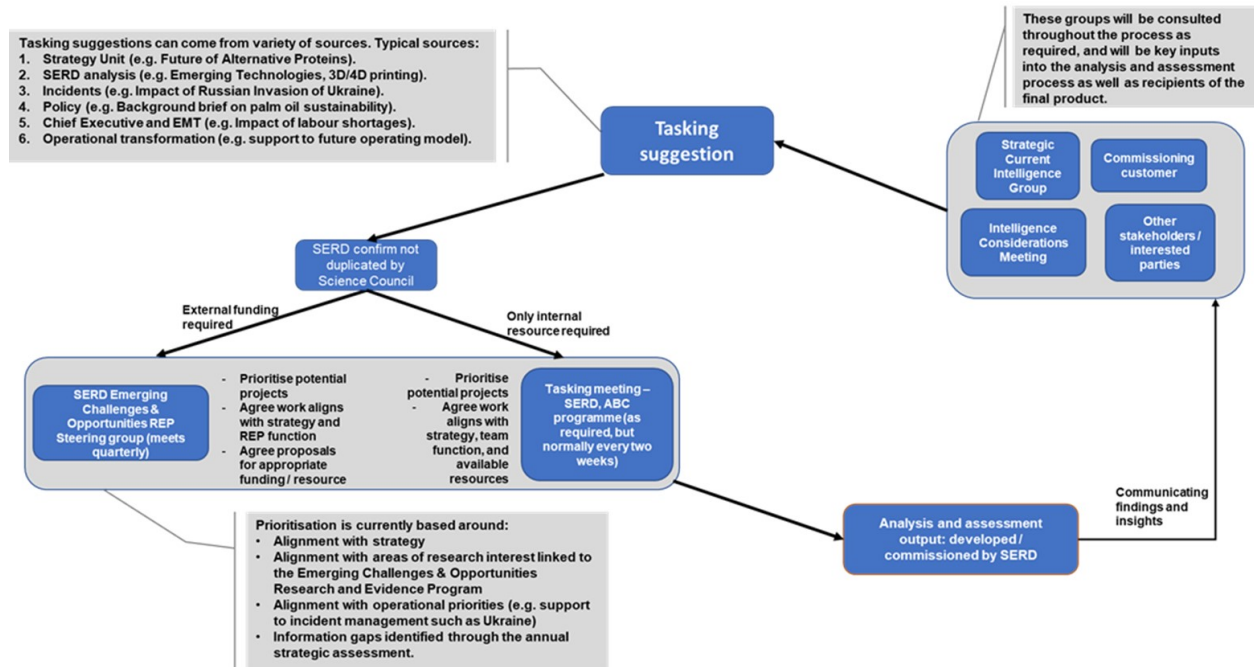 Tasking suggestions can come from variety of sources. Typical sources:
1. Strategy Unit (e.g. Future of Alternative Proteins).
2. SERD analysis (e.g. Emerging Technologies, 3D/4D printing).
3. Incidents (e.g. Impact of Russian Invasion of Ukraine).
4. Policy (e.g. Background brief on palm oil sustainability).
5. Chief Executive and EMT (e.g. Impact of labour shortages).
6. Operational transformation (e.g. support to future operating model).
Tasking
suggestion
These groups will be consulted
throughout the process as
required, and will be key inputs
into the analysis and assessment
process as well as recipients of the
final product.
Strategic
Current
Intelligence
Group
Commissioning
customer
Intelligence
Considerations
Meeting
Other
stakeholders /
interested
parties
SERD confirm not
duplicated by
Science Council
External funding
required
Only internal
resource required
SERD Emerging
Challenges &
Opportunities REP
Steering group (meets
quarterly)
- Prioritise potential
projects
- Agree work aligns
with strategy and
REP function
- Agree proposals
for appropriate
funding / resource
- Prioritise
potential projects
- Agree work
aligns with
strategy, team
function, and
available
resources
Tasking meeting –
SERD, ABC
programme (as
required, but
normally every two
weeks)
Communicating
findings and
insights
Analysis and assessment
output: developed /
commissioned by SERD
Prioritisation is currently based around:
• Alignment with strategy
• Alignment with areas of research interest linked to
the Emerging Challenges & Opportunities
Research and Evidence Program
• Alignment with operational priorities (e.g. support
to incident management such as Ukraine)
• Information gaps identified through the annual
strategic assessment.